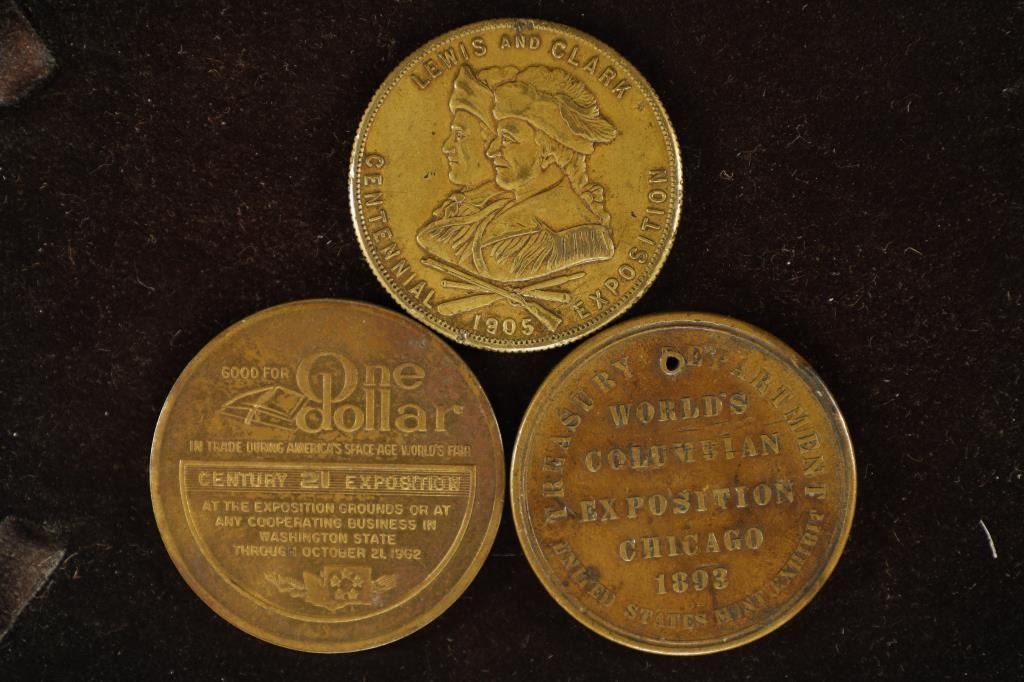 LEWIS AND CLARK
CENTENNIAL EXPOSITION
1905
GOOD FOR One
dollar
IN TRADE DURING AMERICA'S SPACE AGE WORLD'S FAIR
CENTURY 21 EXPOSITION
AT THE EXPOSITION GROUNDS OR AT
ANY COOPERATING BUSINESS IN
WASHINGTON STATE
THROUGH OCTOBER 21, 1962
TREASURY DEPARTMENT
WORLD'S
COLUMBIAN
EXPOSITION
CHICAGO
1893
UNITED STATES MINT EXHIBIT